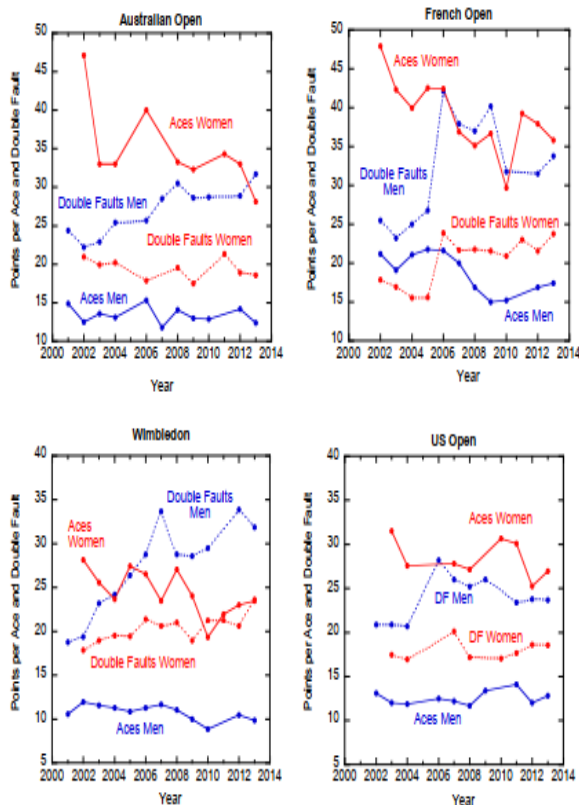 Australian Open
Points per Ace and Double Fault
50
45
40
35
30
25
20
15
10
Aces Women
Double Faults Men
Double Faults Women
Aces Men
2000 2002 2004 2006 2008 2010 2012 2014
Year
French Open
Points per Ace and Double Fault
50
45
40
35
30
25
20
15
10
Aces Women
Double Faults
Men
Double Faults Women
Aces Men
2000 2002 2004 2006 2008 2010 2012 2014
Year
Wimbledon
Points per Ace and Double Fault
40
35
30
25
20
15
10
5
Double Faults
Men
Aces
Women
Double Faults Women
Aces Men
2000 2002 2004 2006 2008 2010 2012 2014
Year
US Open
Points per Ace and Double Fault
40
35
30
25
20
15
10
5
Aces Women
DF Men
DF Women
Aces Men
2000 2002 2004 2006 2008 2010 2012 2014
Year